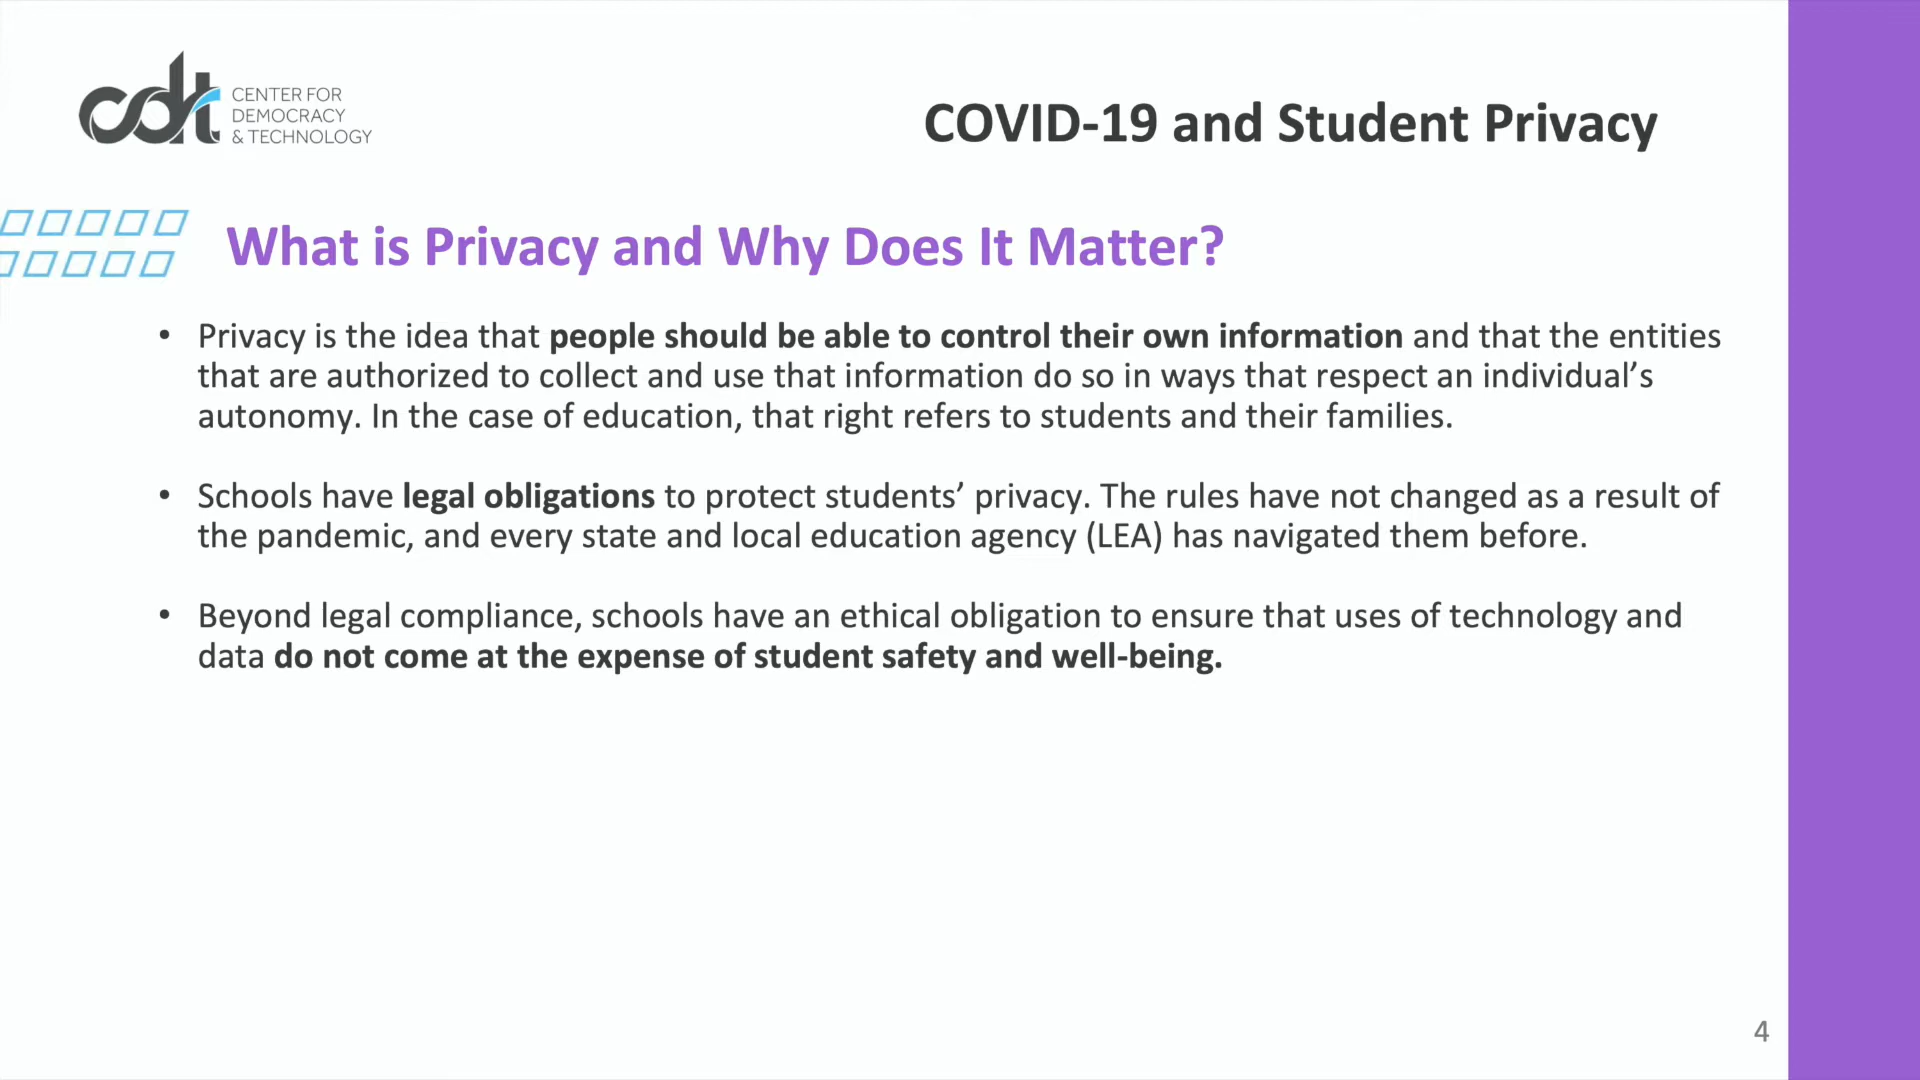 cdt
CENTER FOR
DEMOCRACY
& TECHNOLOGY
COVID-19 and Student Privacy
What is Privacy and Why Does It Matter?
• Privacy is the idea that people should be able to control their own information and that the entities
that are authorized to collect and use that information do so in ways that respect an individual’s
autonomy. In the case of education, that right refers to students and their families.
• Schools have legal obligations to protect students’ privacy. The rules have not changed as a result of
the pandemic, and every state and local education agency (LEA) has navigated them before.
• Beyond legal compliance, schools have an ethical obligation to ensure that uses of technology and
data do not come at the expense of student safety and well-being.
4